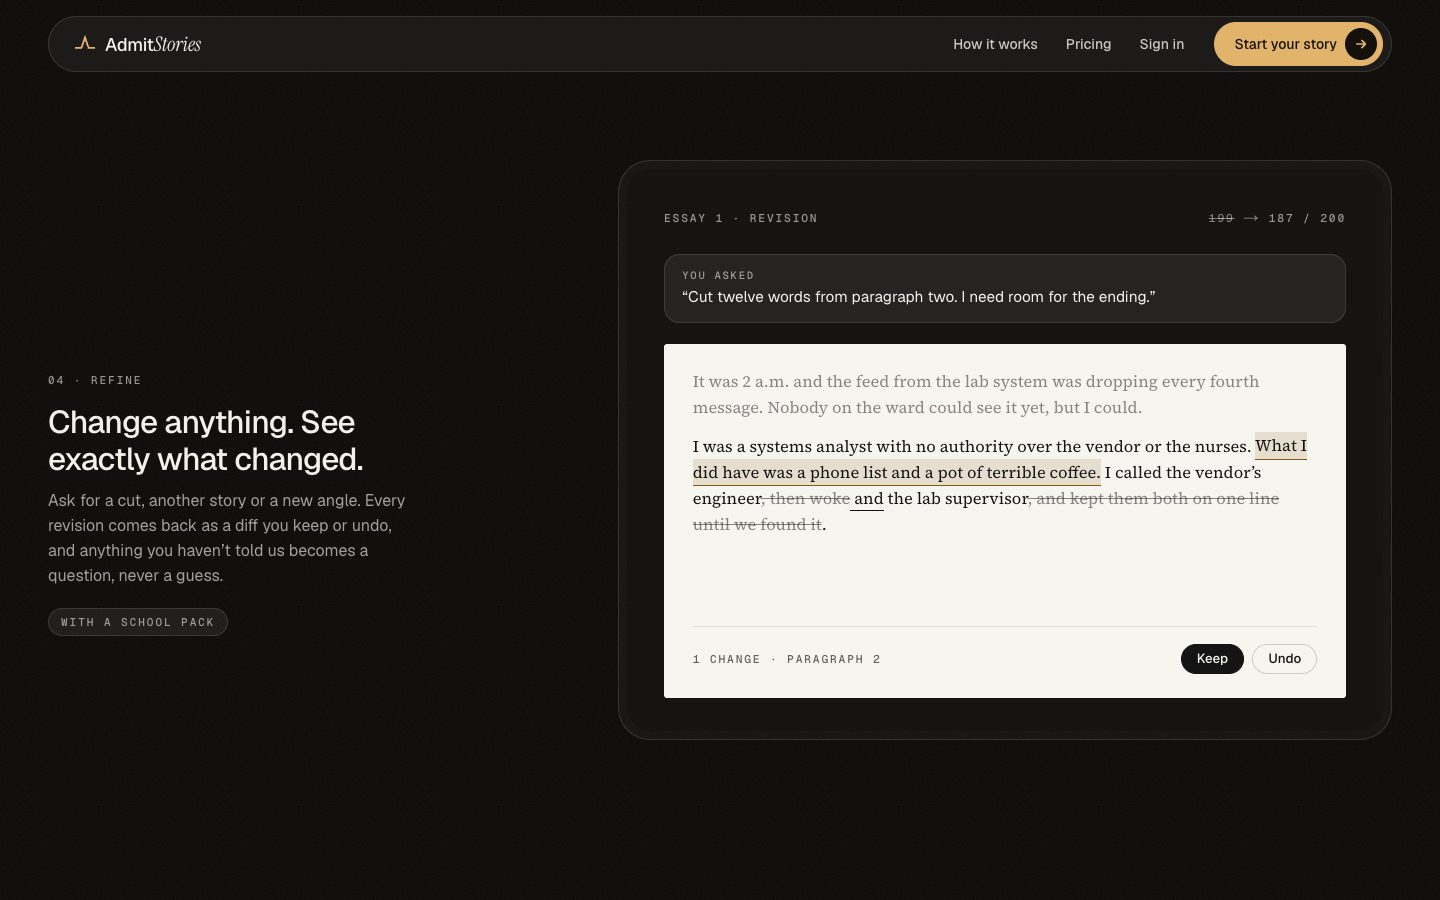 AdmitStories
How it works
Pricing
Sign in
Start your story
04 · REFINE
Change anything. See
exactly what changed.
Ask for a cut, another story or a new angle. Every
revision comes back as a diff you keep or undo,
and anything you haven’t told us becomes a
question, never a guess.
WITH A SCHOOL PACK
ESSAY 1 · REVISION
199 → 187 / 200
YOU ASKED
“Cut twelve words from paragraph two. I need room for the ending.”
It was 2 a.m. and the feed from the lab system was dropping every fourth
message. Nobody on the ward could see it yet, but I could.
I was a systems analyst with no authority over the vendor or the nurses. What I
did have was a phone list and a pot of terrible coffee. I called the vendor’s
engineer, then woke and the lab supervisor, and kept them both on one line
until we found it.
1 CHANGE · PARAGRAPH 2
Keep
Undo